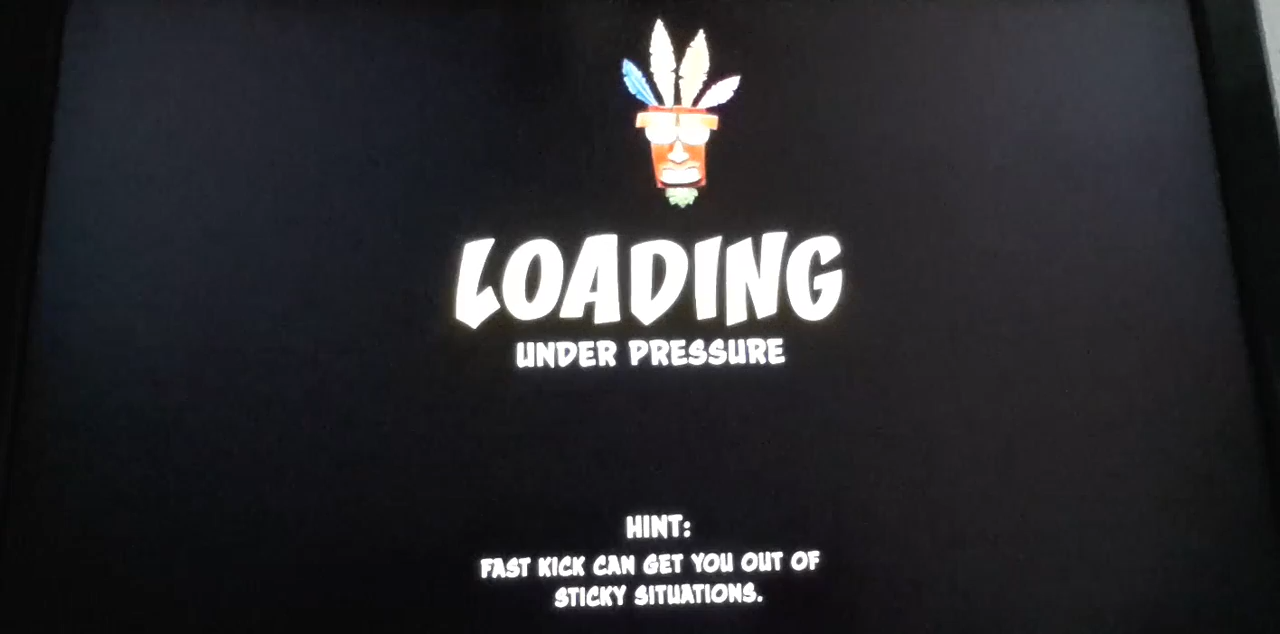 LOADING
UNDER PRESSURE
HINT:
FAST KICK CAN GET YOU OUT OF
STICKY SITUATIONS.